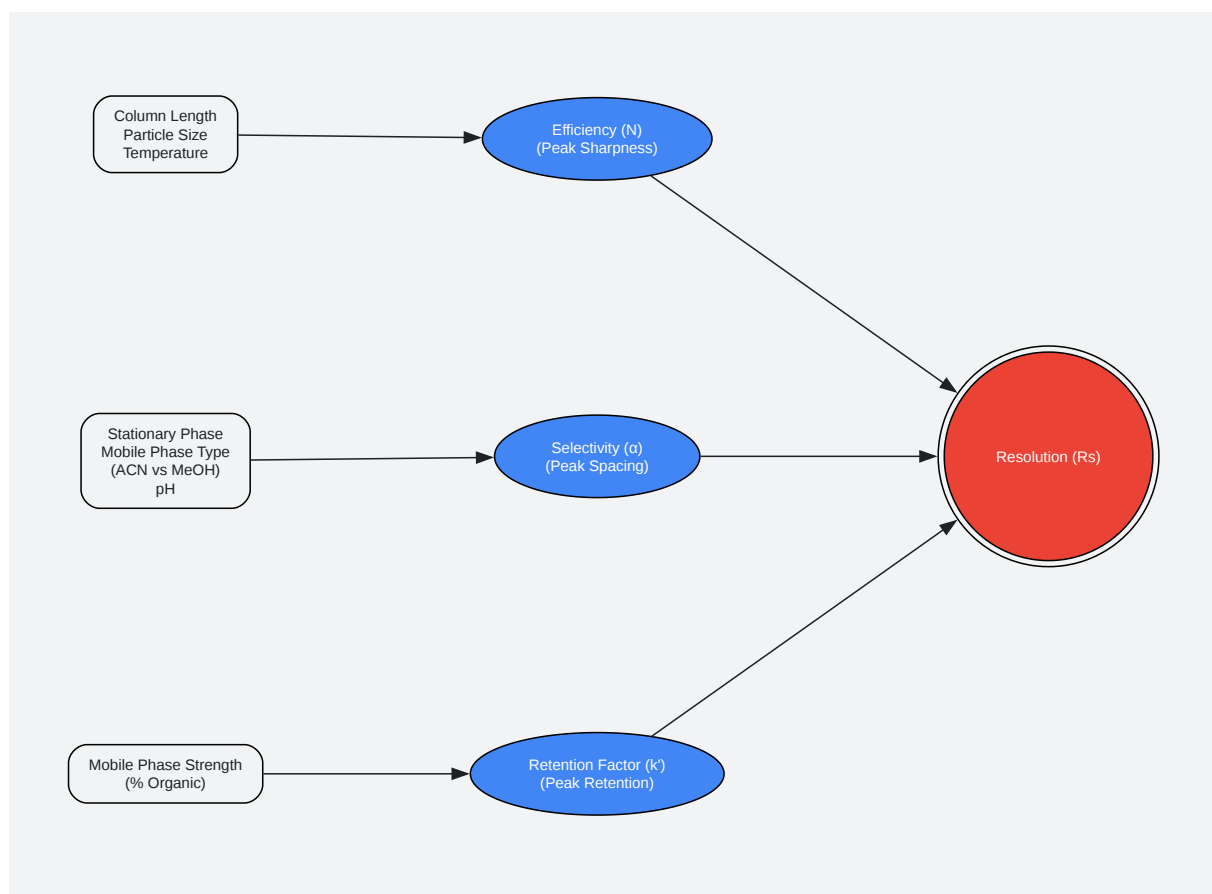 Column Length
Particle Size
Temperature
Efficiency (N)
(Peak Sharpness)
Stationary Phase
Mobile Phase Type
(ACN vs MeOH)
pH
Selectivity (α)
(Peak Spacing)
Resolution (Rs)
Mobile Phase Strength
(% Organic)
Retention Factor (k')
(Peak Retention)